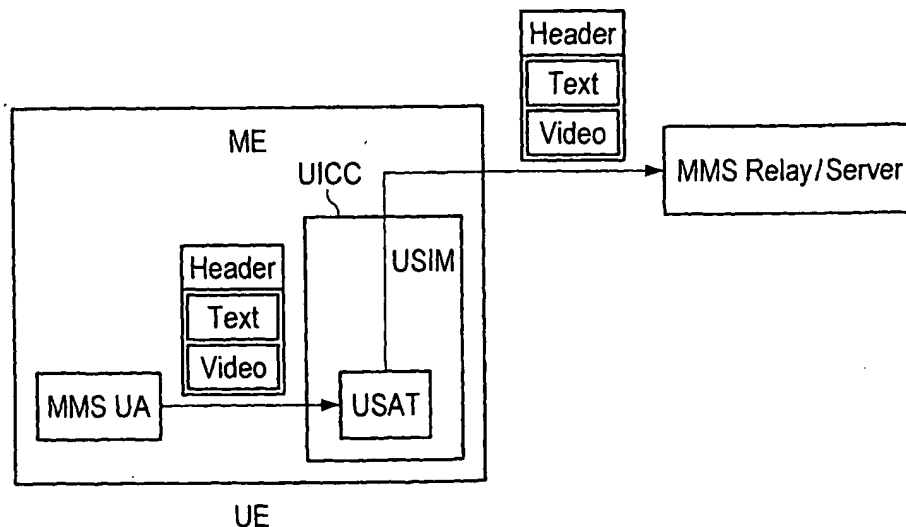 Header
Text
Video
ME
MMS Relay/Server
UICC
USIM
Header
Text
Video
MMS UA
USAT
UE